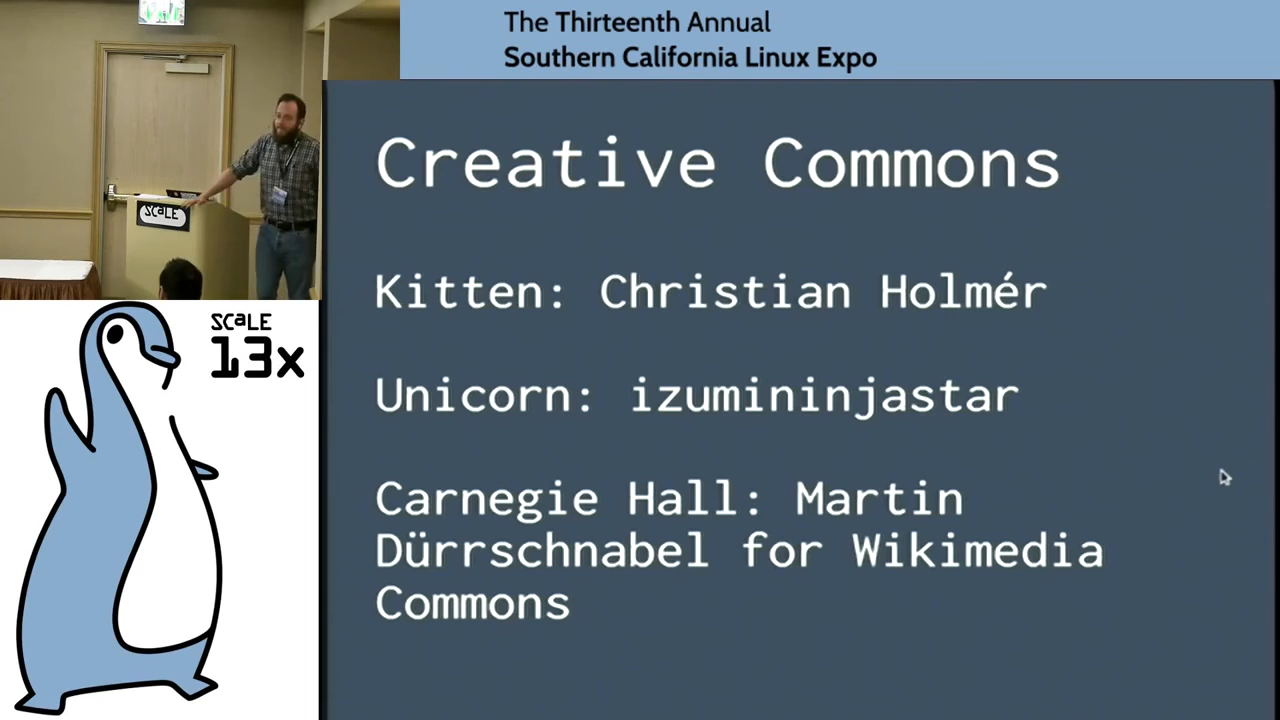 The Thirteenth Annual
Southern California Linux Expo
SCaLE
SCaLE
13x
Creative Commons
Kitten: Christian Holmér
Unicorn: izumininjastar
Carnegie Hall: Martin
Dürrschnabel for Wikimedia
Commons